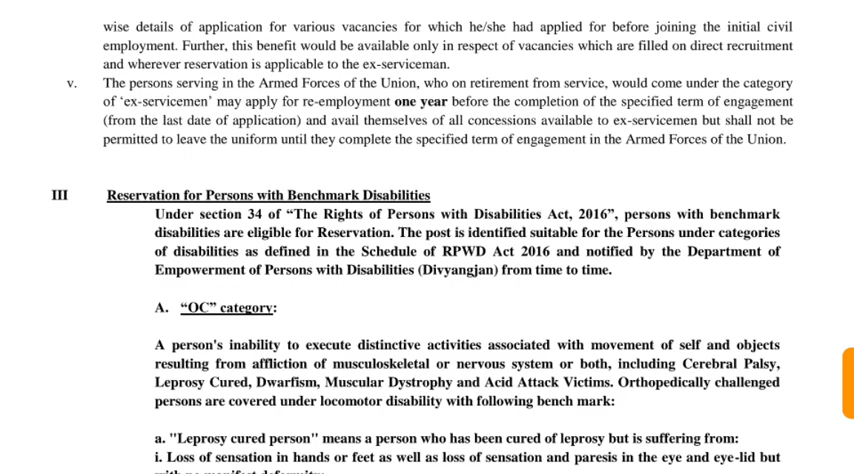 wise details of application for various vacancies for which he/she had applied for before joining the initial civil
employment. Further, this benefit would be available only in respect of vacancies which are filled on direct recruitment
and wherever reservation is applicable to the ex-serviceman.
v. The persons serving in the Armed Forces of the Union, who on retirement from service, would come under the category
of ‘ex-servicemen’ may apply for re-employment one year before the completion of the specified term of engagement
(from the last date of application) and avail themselves of all concessions available to ex-servicemen but shall not be
permitted to leave the uniform until they complete the specified term of engagement in the Armed Forces of the Union.
III Reservation for Persons with Benchmark Disabilities
Under section 34 of “The Rights of Persons with Disabilities Act, 2016”, persons with benchmark
disabilities are eligible for Reservation. The post is identified suitable for the Persons under categories
of disabilities as defined in the Schedule of RPWD Act 2016 and notified by the Department of
Empowerment of Persons with Disabilities (Divyangjan) from time to time.
A. “OC” category:
A person's inability to execute distinctive activities associated with movement of self and objects
resulting from affliction of musculoskeletal or nervous system or both, including Cerebral Palsy,
Leprosy Cured, Dwarfism, Muscular Dystrophy and Acid Attack Victims. Orthopedically challenged
persons are covered under locomotor disability with following bench mark:
a. "Leprosy cured person" means a person who has been cured of leprosy but is suffering from:
i. Loss of sensation in hands or feet as well as loss of sensation and paresis in the eye and eye-lid but